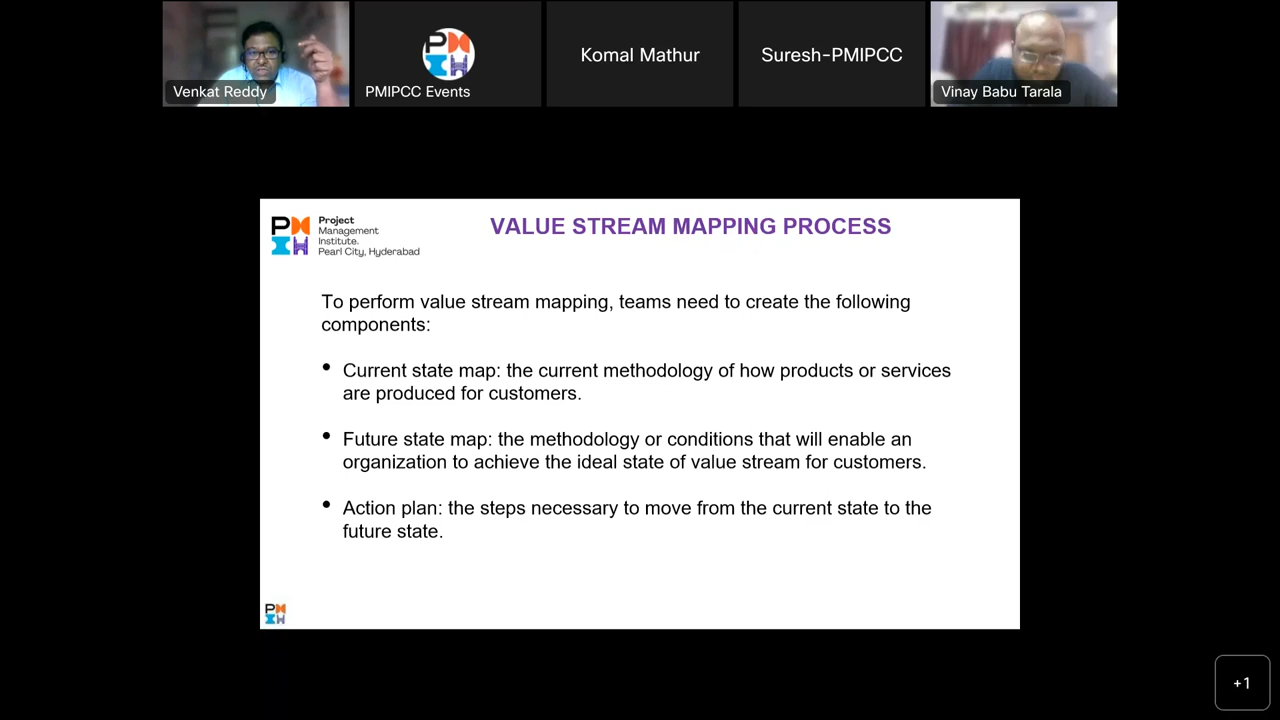 Venkat Reddy
PMIPCC Events
Komal Mathur
Suresh-PMIPCC
Vinay Babu Tarala
Project
Management
Institute.
Pearl City, Hyderabad
VALUE STREAM MAPPING PROCESS
To perform value stream mapping, teams need to create the following
components:
• Current state map: the current methodology of how products or services
are produced for customers.
• Future state map: the methodology or conditions that will enable an
organization to achieve the ideal state of value stream for customers.
• Action plan: the steps necessary to move from the current state to the
future state.
+1